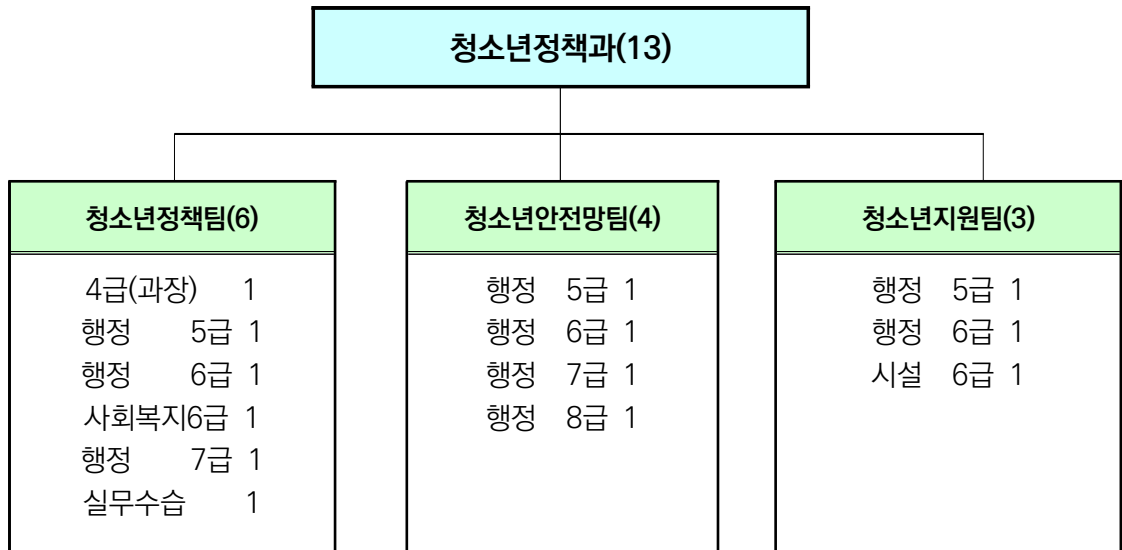 청소년정책과(13)
청소년정책팀(6)
4급(과장) 1
행정 5급 1
행정 6급 1
사회복지6급 1
행정 7급 1
실무수습 1
청소년안전망팀(4)
행정 5급 1
행정 6급 1
행정 7급 1
행정 8급 1
청소년지원팀(3)
행정 5급 1
행정 6급 1
시설 6급 1